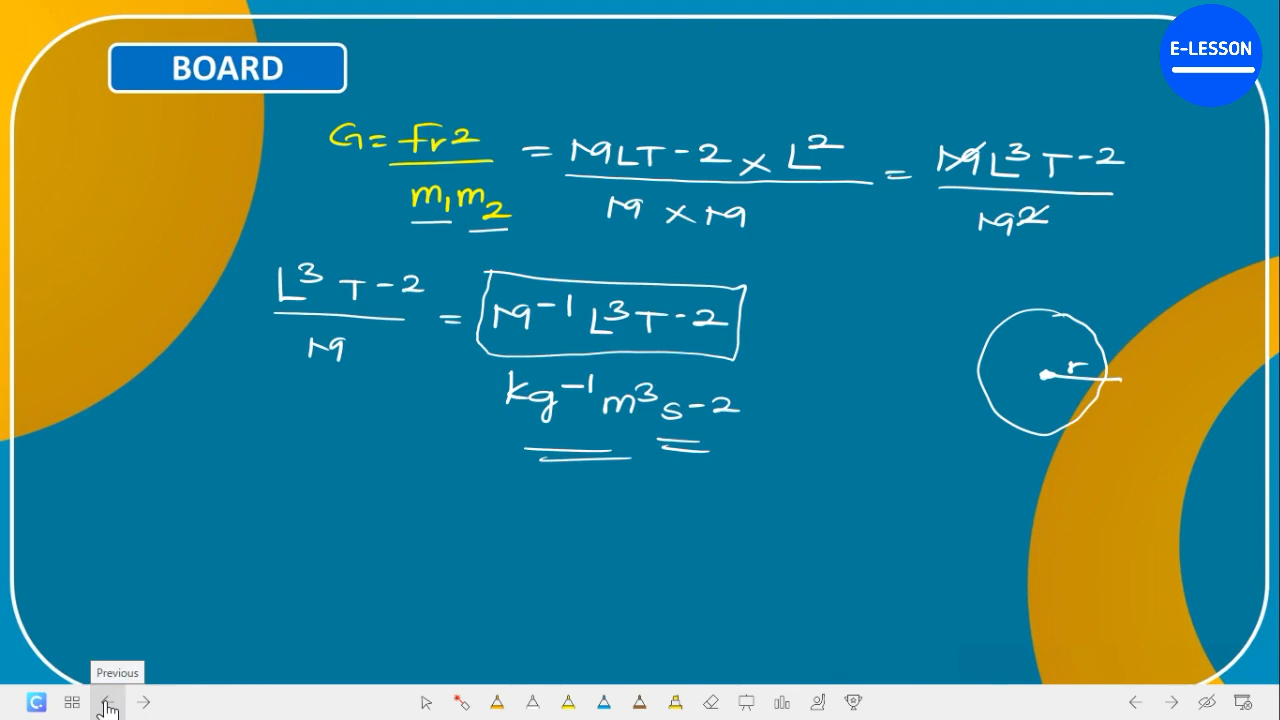 E-LESSON
BOARD
G = Fr2 / m₁m₂ = MLT-2 × L² / M × M = ML³T-2 / M2
L³T-2 / M = M⁻¹L³T-2
r
kg⁻¹m³s-2
Previous